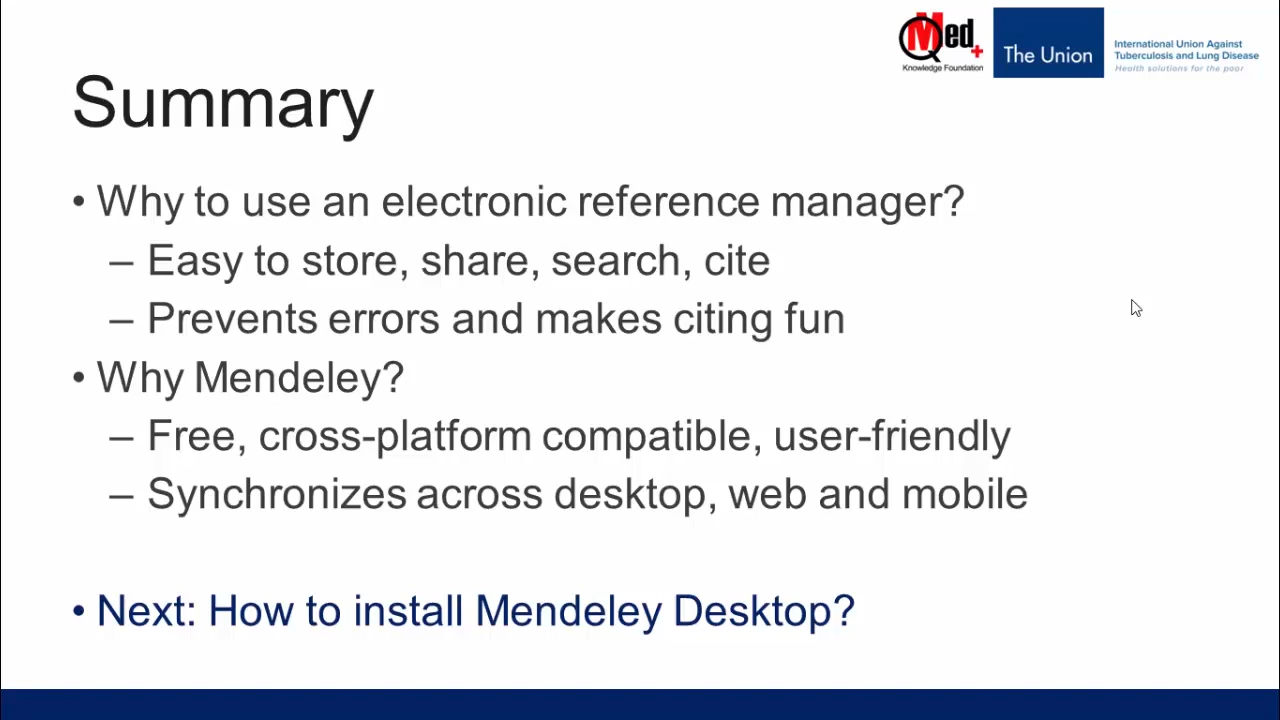 QMed+
Knowledge Foundation
The Union
International Union Against
Tuberculosis and Lung Disease
Health solutions for the poor
Summary
• Why to use an electronic reference manager?
– Easy to store, share, search, cite
– Prevents errors and makes citing fun
• Why Mendeley?
– Free, cross-platform compatible, user-friendly
– Synchronizes across desktop, web and mobile
• Next: How to install Mendeley Desktop?